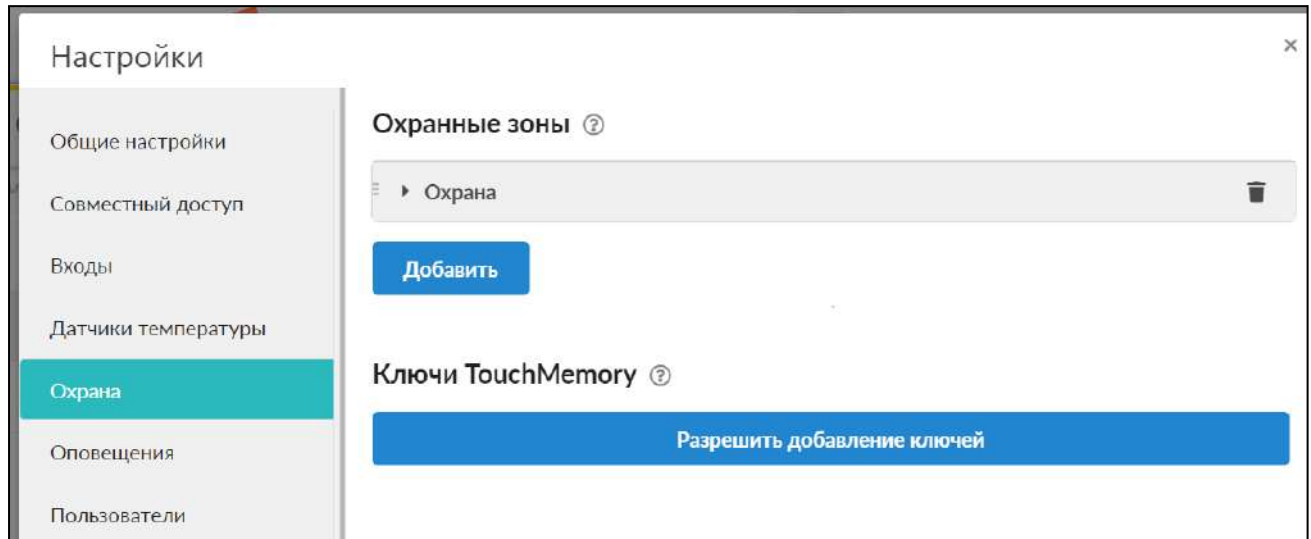 Настройки
×
Общие настройки
Совместный доступ
Входы
Датчики температуры
Охрана
Оповещения
Пользователи
Охранные зоны ?
Охрана
Добавить
Ключи TouchMemory ?
Разрешить добавление ключей